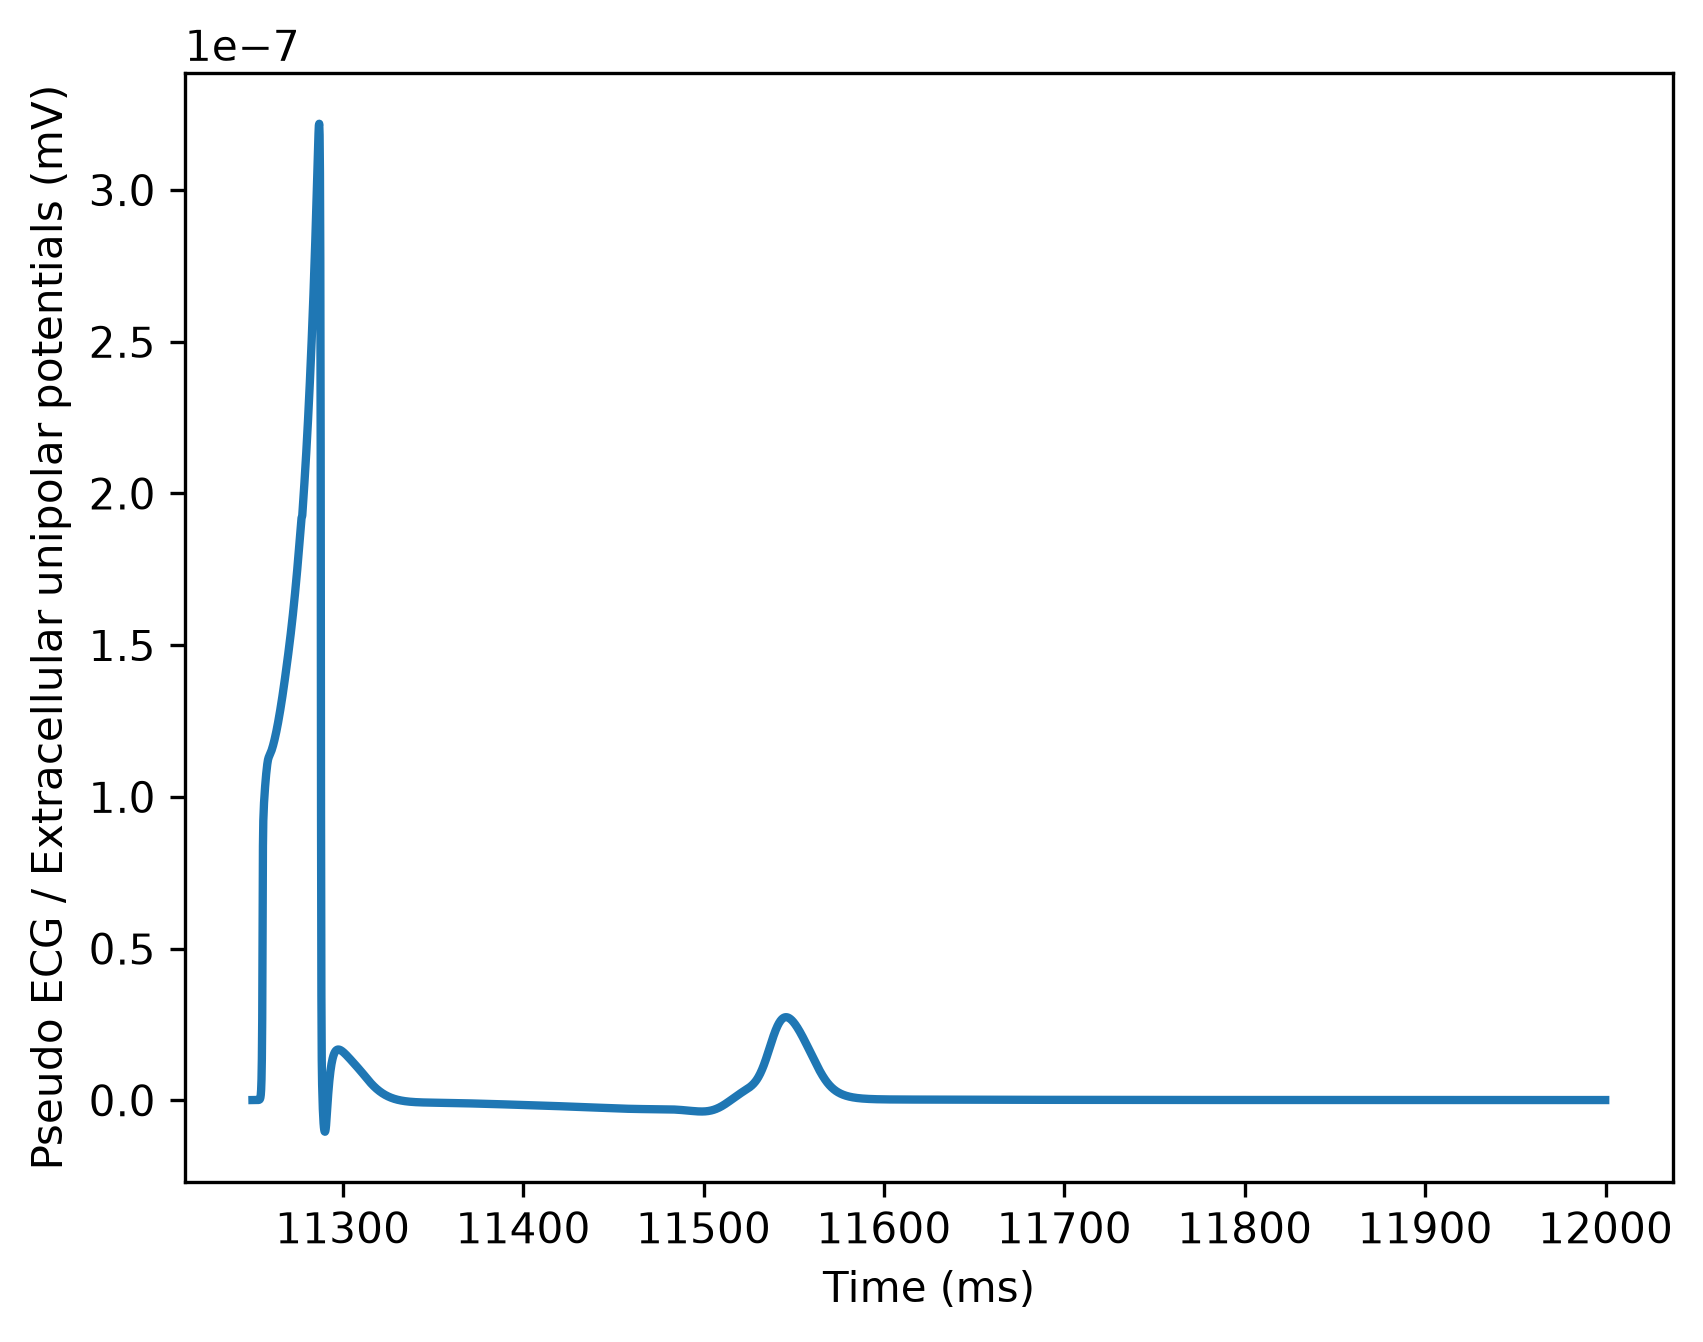 1e−7
Pseudo ECG / Extracellular unipolar potentials (mV)
3.0
2.5
2.0
1.5
1.0
0.5
0.0
11300 11400 11500 11600 11700 11800 11900 12000
Time (ms)